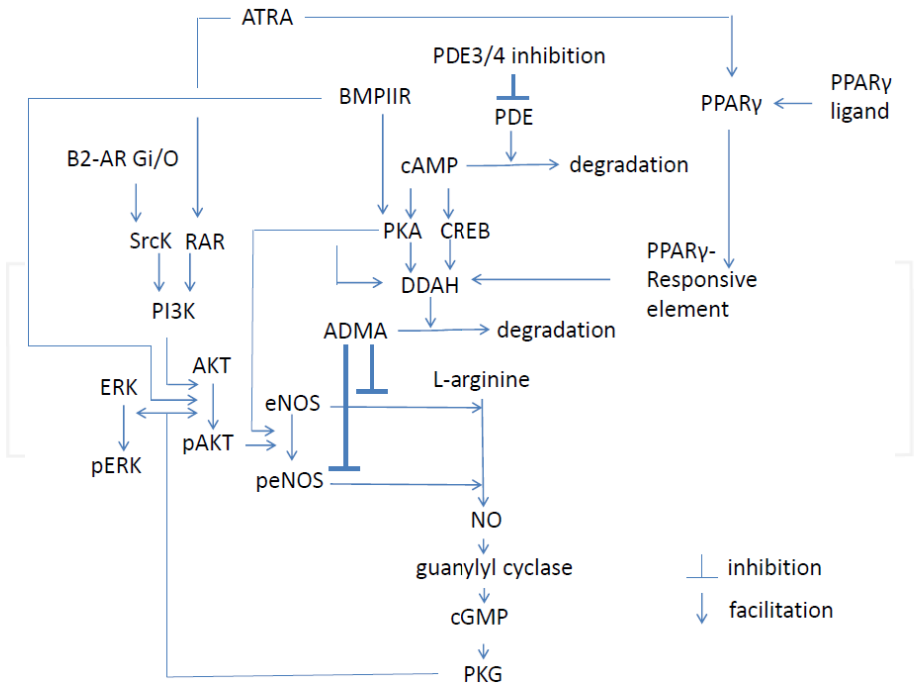 ATRA
PDE3/4 inhibition
BMPIIR
PDE
PPARγ
PPARγ
ligand
B2-AR Gi/O
cAMP
degradation
SrcK
RAR
PKA
CREB
PPARγ-
Responsive
element
DDAH
PI3K
ADMA
degradation
AKT
L-arginine
ERK
eNOS
pAKT
pERK
peNOS
NO
guanylyl cyclase
inhibition
cGMP
facilitation
PKG